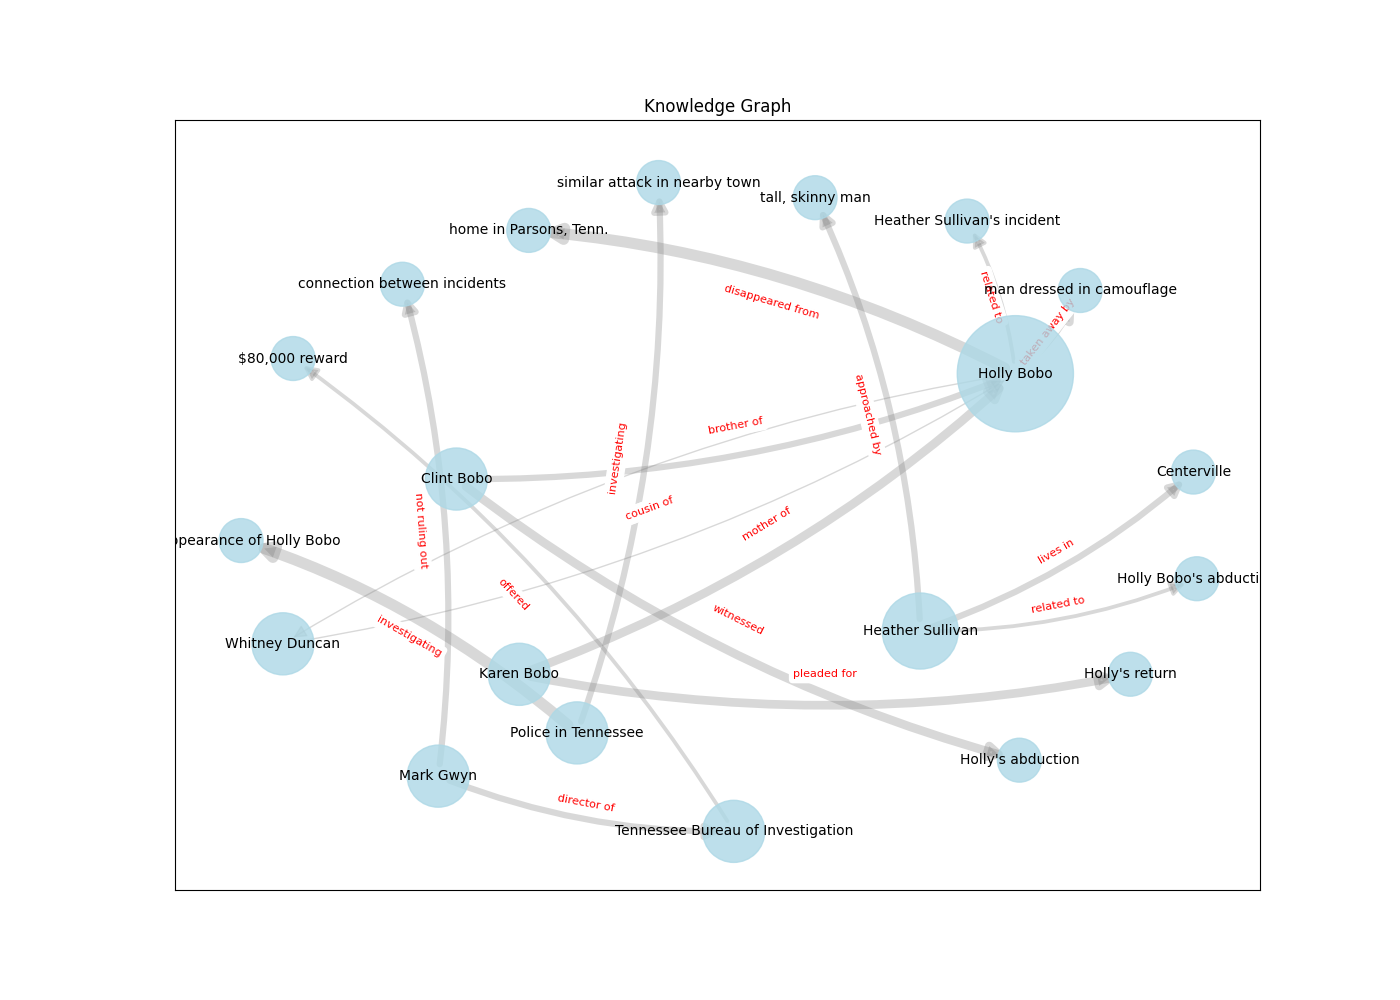 Knowledge Graph
similar attack in nearby town
tall, skinny man
Heather Sullivan's incident
home in Parsons, Tenn.
connection between incidents
related to
man dressed in camouflage
disappeared from
taken away by
$80,000 reward
Holly Bobo
approached by
brother of
investigating
Centerville
Clint Bobo
cousin of
mother of
not ruling out
ppearance of Holly Bobo
lives in
Holly Bobo's abducti
offered
related to
witnessed
Heather Sullivan
investigating
Whitney Duncan
Karen Bobo
pleaded for
Holly's return
Police in Tennessee
Holly's abduction
Mark Gwyn
director of
Tennessee Bureau of Investigation